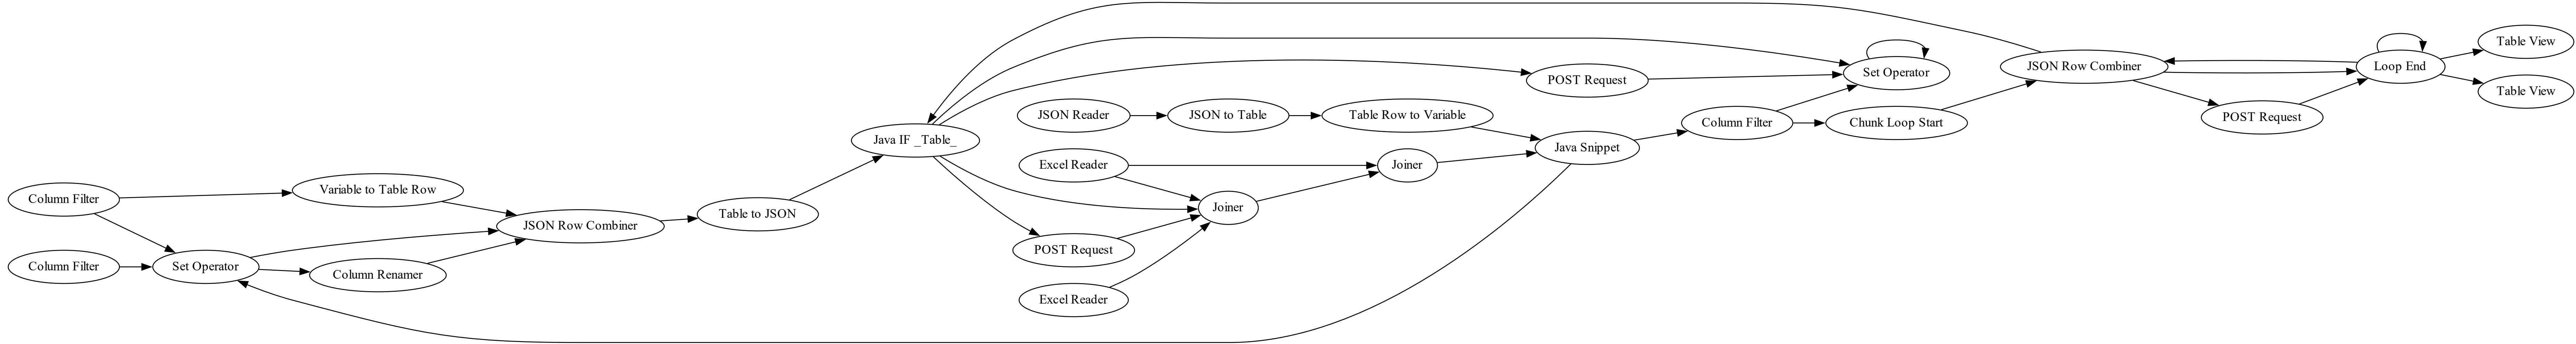 Column Filter
Column Filter
Variable to Table Row
Set Operator
Column Renamer
JSON Row Combiner
Table to JSON
Java IF _Table_
JSON Reader
JSON to Table
Table Row to Variable
Excel Reader
Joiner
Joiner
POST Request
Excel Reader
POST Request
Java Snippet
Column Filter
Set Operator
Chunk Loop Start
JSON Row Combiner
POST Request
Loop End
Table View
Table View